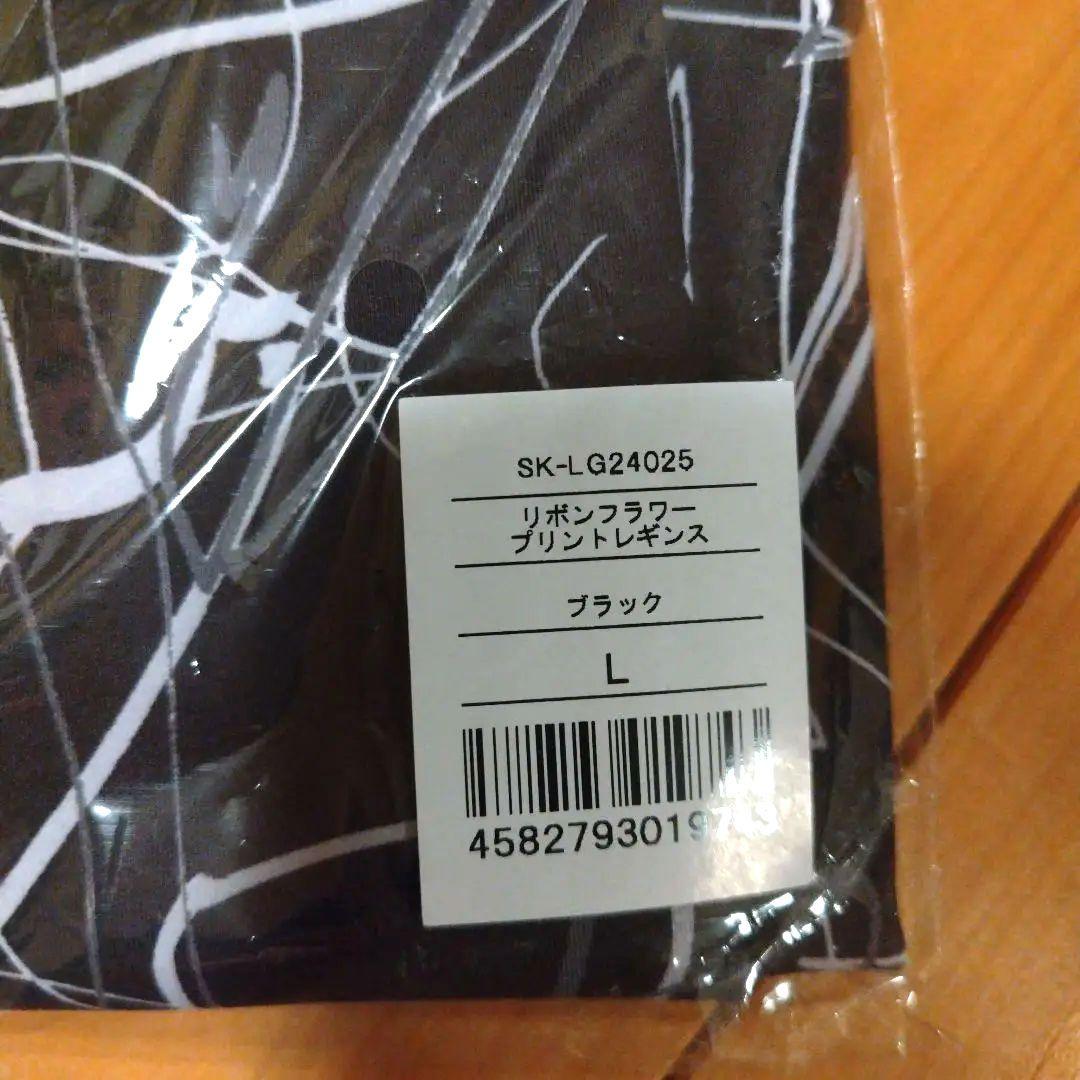 SK-LG24025
リボンフラワー
プリントレギンス
ブラック
L